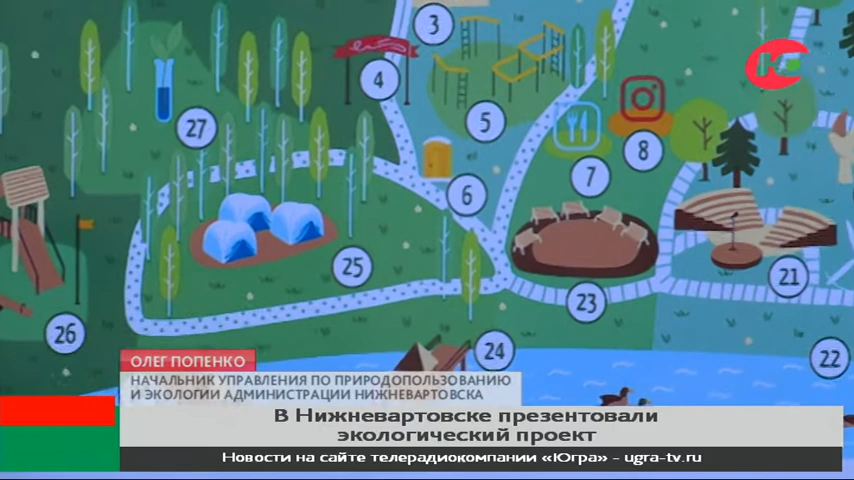 3
4
5
27
8
7
6
25
21
23
26
24
22
ОЛЕГ ПОПЕНКО
НАЧАЛЬНИК УПРАВЛЕНИЯ ПО ПРИРОДОПОЛЬЗОВАНИЮ
И ЭКОЛОГИИ АДМИНИСТРАЦИИ НИЖНЕВАРТОВСКА
В Нижневартовске презентовали
экологический проект
Новости на сайте телерадиокомпании «Югра» - ugra-tv.ru